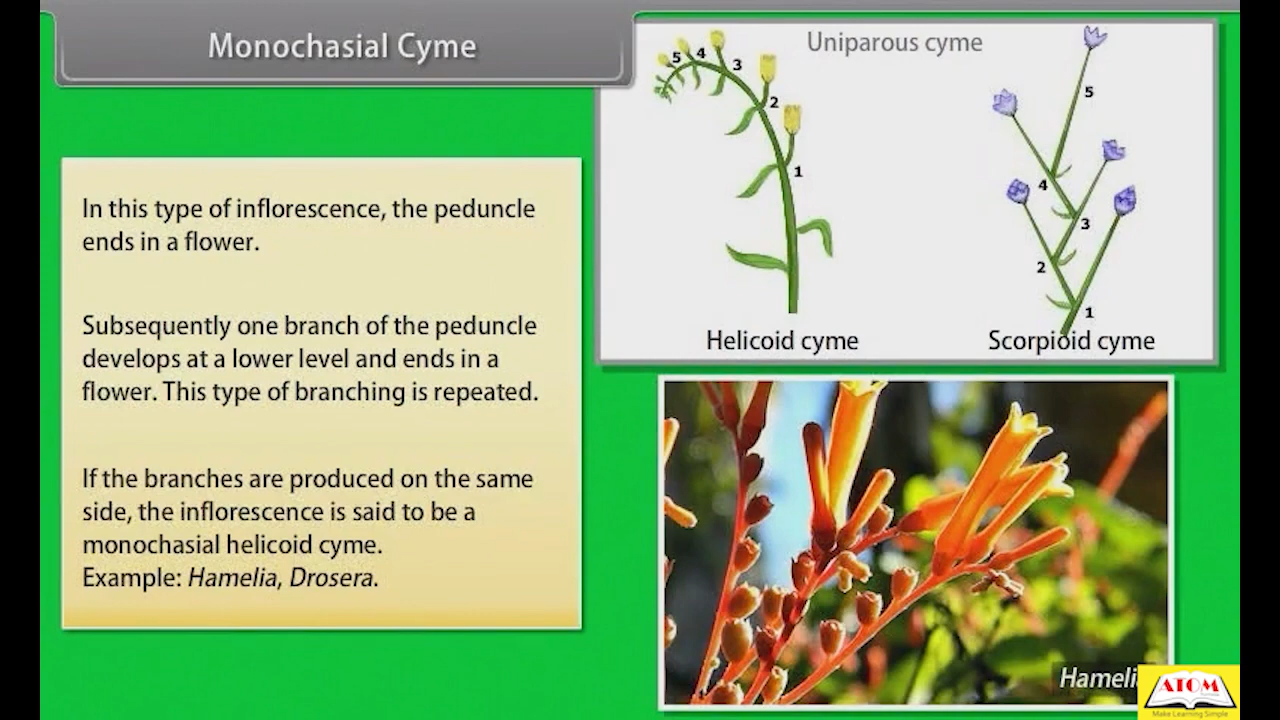 Monochasial Cyme
In this type of inflorescence, the peduncle
ends in a flower.
Subsequently one branch of the peduncle
develops at a lower level and ends in a
flower. This type of branching is repeated.
If the branches are produced on the same
side, the inflorescence is said to be a
monochasial helicoid cyme.
Example: Hamelia, Drosera.
Uniparous cyme
5
4
3
2
1
Helicoid cyme
5
4
3
2
1
Scorpioid cyme
Hameli
ATOM
Make Learning Simple